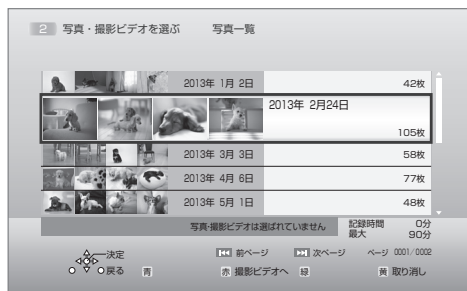 2 写真・撮影ビデオを選ぶ 写真一覧
2013年 1月 2日 42枚
2013年 2月24日
105枚
2013年 3月 3日 58枚
2013年 4月 6日 77枚
2013年 5月 1日 48枚
写真・撮影ビデオは選ばれていません 記録時間 0分
最大 90分
決定 前ページ 次ページ ページ 0001/0002
戻る 青 赤 撮影ビデオへ 緑 黄 取り消し